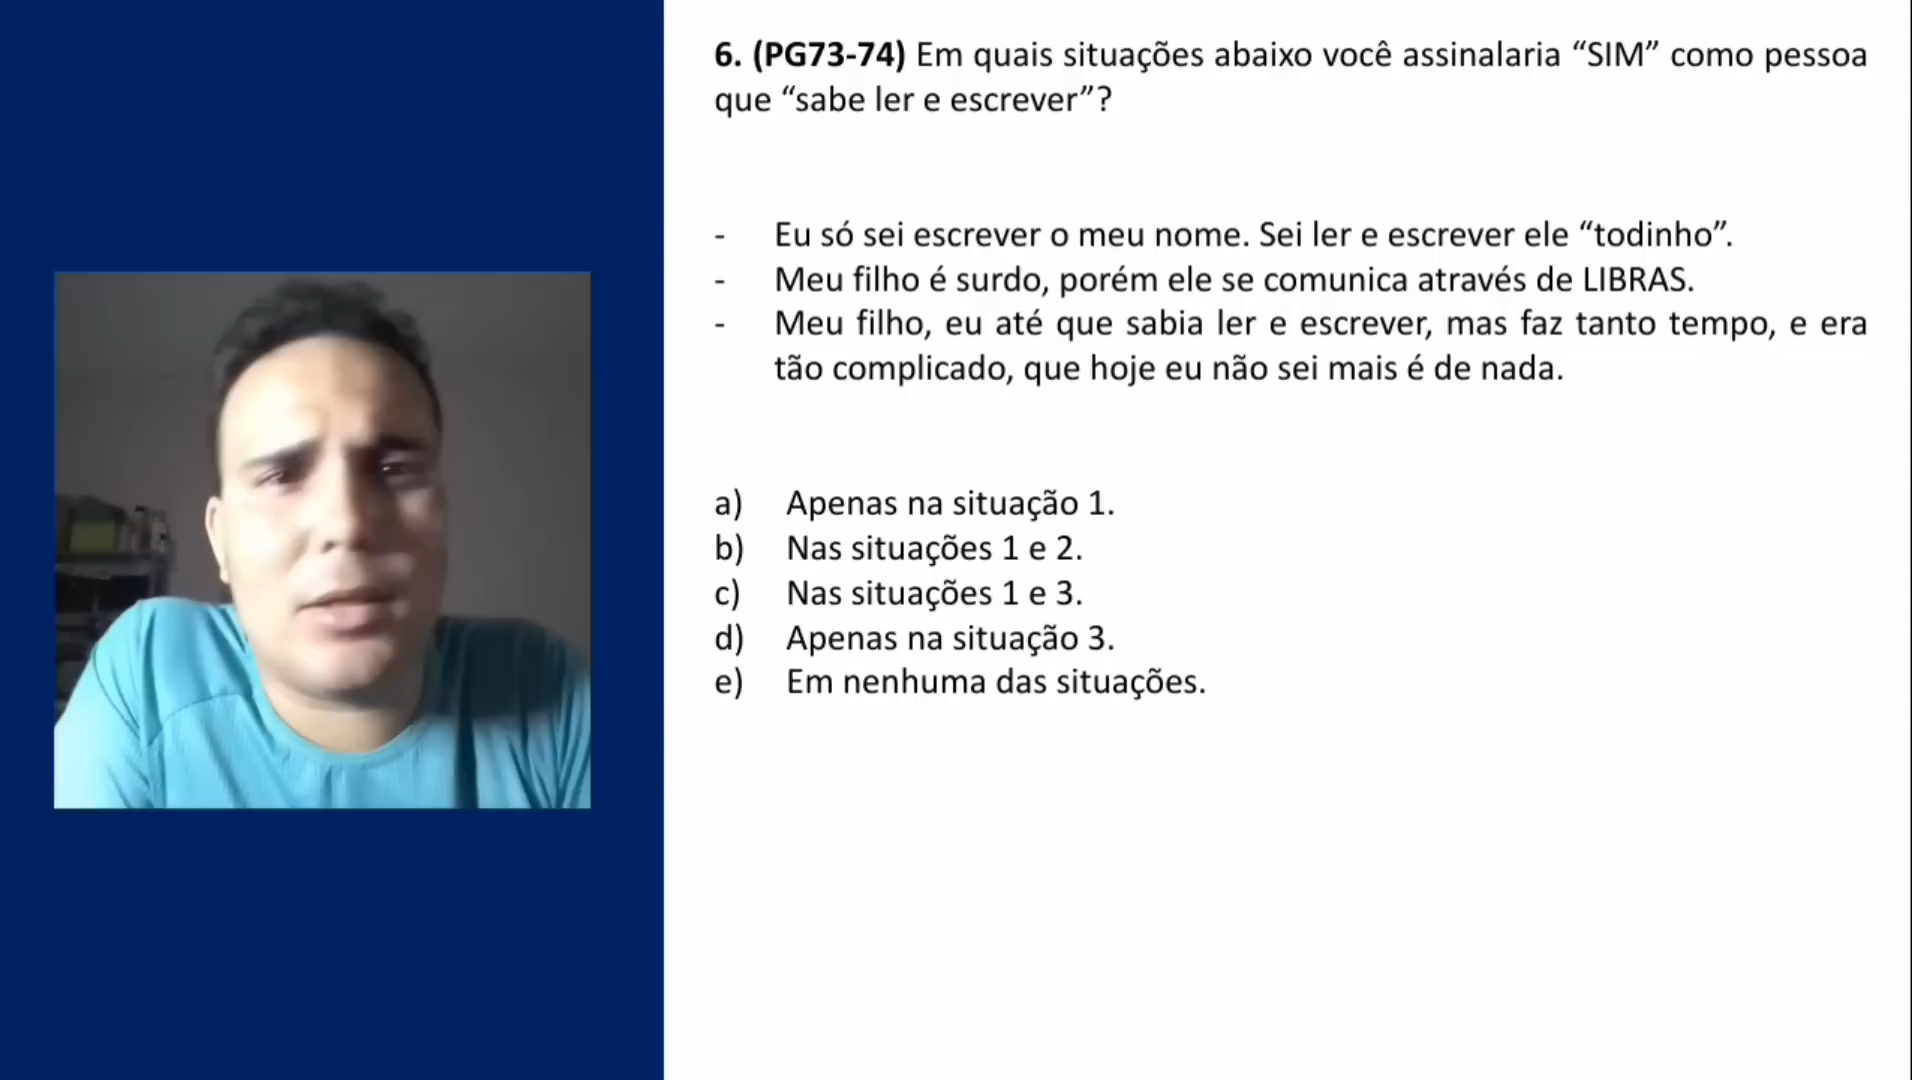 6. (PG73-74) Em quais situações abaixo você assinalaria “SIM” como pessoa
que “sabe ler e escrever”?
- Eu só sei escrever o meu nome. Sei ler e escrever ele “todinho”.
- Meu filho é surdo, porém ele se comunica através de LIBRAS.
- Meu filho, eu até que sabia ler e escrever, mas faz tanto tempo, e era
tão complicado, que hoje eu não sei mais é de nada.
a) Apenas na situação 1.
b) Nas situações 1 e 2.
c) Nas situações 1 e 3.
d) Apenas na situação 3.
e) Em nenhuma das situações.